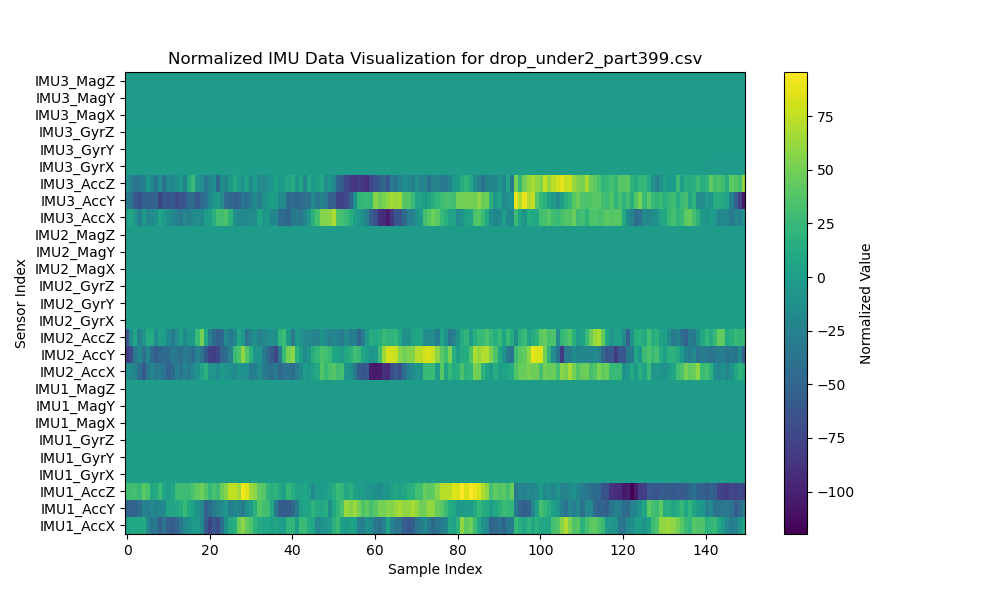 Normalized IMU Data Visualization for drop_under2_part399.csv
IMU3_MagZ
IMU3_MagY
IMU3_MagX
IMU3_GyrZ
IMU3_GyrY
IMU3_GyrX
IMU3_AccZ
IMU3_AccY
IMU3_AccX
IMU2_MagZ
IMU2_MagY
IMU2_MagX
IMU2_GyrZ
IMU2_GyrY
IMU2_GyrX
IMU2_AccZ
IMU2_AccY
IMU2_AccX
IMU1_MagZ
IMU1_MagY
IMU1_MagX
IMU1_GyrZ
IMU1_GyrY
IMU1_GyrX
IMU1_AccZ
IMU1_AccY
IMU1_AccX
Sensor Index
0 20 40 60 80 100 120 140
Sample Index
75
50
25
0
−25
−50
−75
−100
Normalized Value